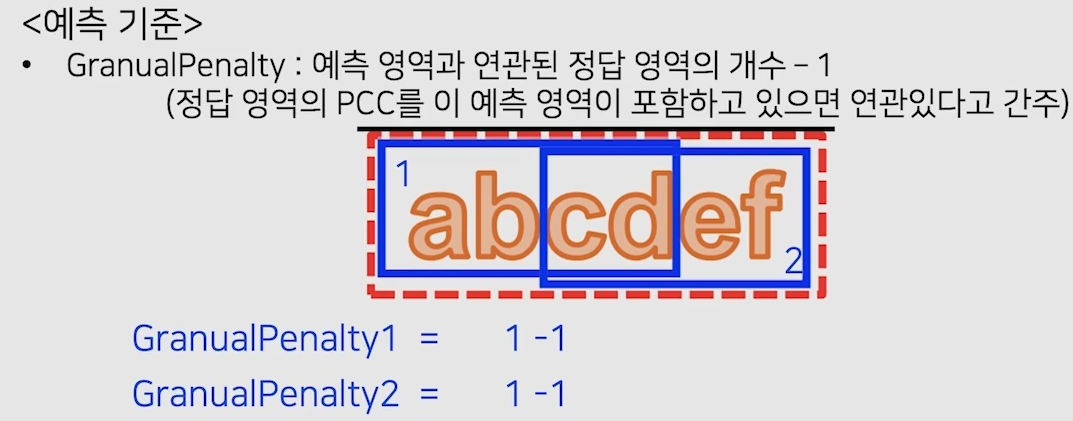 <예측 기준>
• GranualPenalty : 예측 영역과 연관된 정답 영역의 개수 – 1
(정답 영역의 PCC를 이 예측 영역이 포함하고 있으면 연관있다고 간주)
1
abcdef
2
GranualPenalty1 = 1 -1
GranualPenalty2 = 1 -1